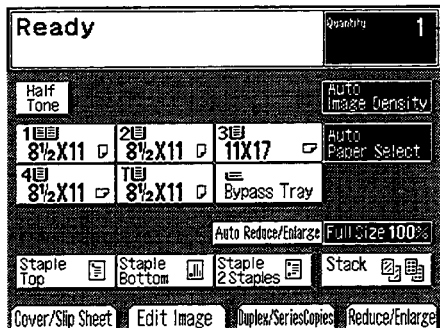 Ready
Quantity 1
Half Tone
Auto Image Density
1 8½X11
2 8½X11
3 11X17
Auto Paper Select
4 8½X11
T 8½X11
Bypass Tray
Auto Reduce/Enlarge
Full Size 100%
Staple Top
Staple Bottom
Staple 2 Staples
Stack
Cover/Slip Sheet
Edit Image
Duplex/SeriesCopies
Reduce/Enlarge